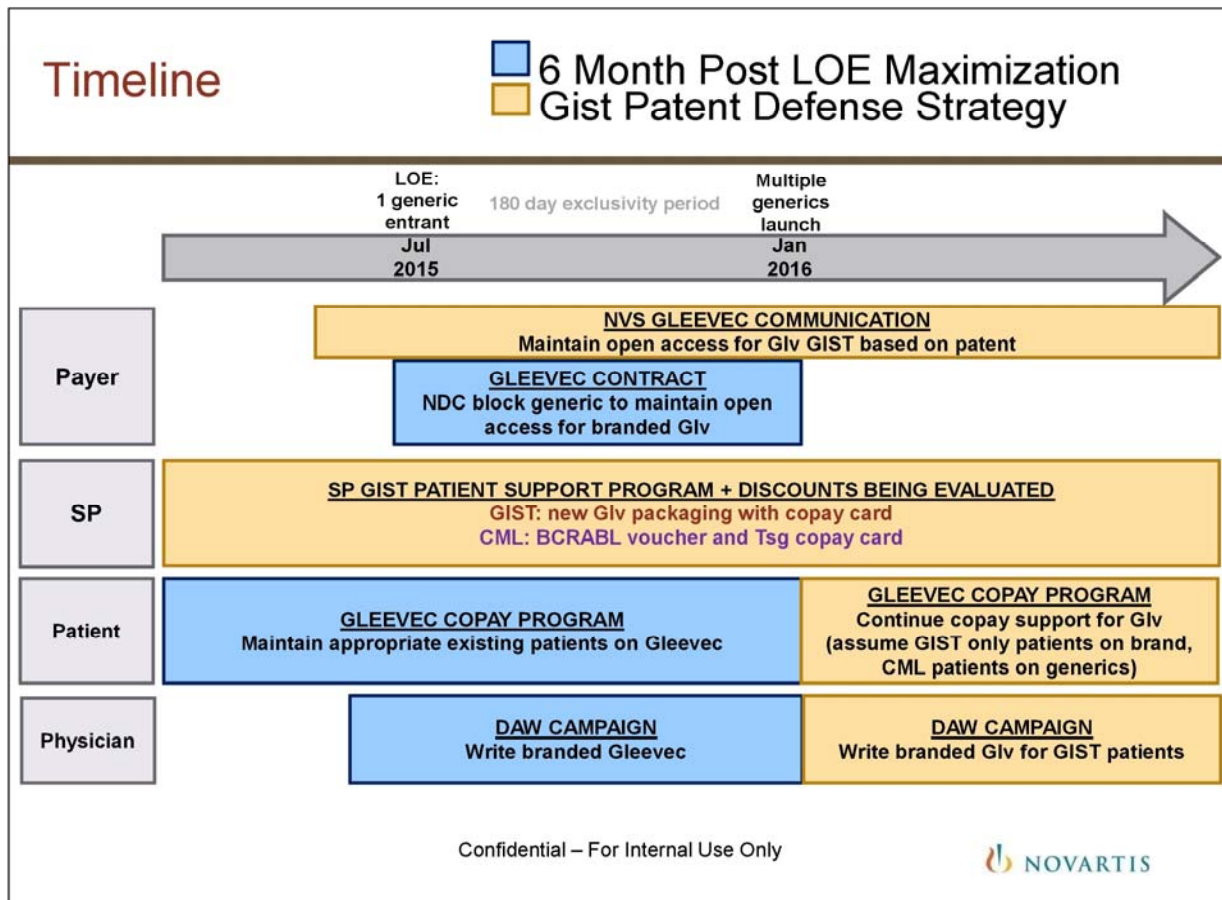 Timeline
6 Month Post LOE Maximization
Gist Patent Defense Strategy
LOE:
1 generic
entrant
180 day exclusivity period
Multiple
generics
launch
Jul
2015
Jan
2016
Payer
NVS GLEEVEC COMMUNICATION
Maintain open access for Glv GIST based on patent
GLEEVEC CONTRACT
NDC block generic to maintain open
access for branded Glv
SP
SP GIST PATIENT SUPPORT PROGRAM + DISCOUNTS BEING EVALUATED
GIST: new Glv packaging with copay card
CML: BCRABL voucher and Tsg copay card
Patient
GLEEVEC COPAY PROGRAM
Maintain appropriate existing patients on Gleevec
GLEEVEC COPAY PROGRAM
Continue copay support for Glv
(assume GIST only patients on brand,
CML patients on generics)
Physician
DAW CAMPAIGN
Write branded Gleevec
DAW CAMPAIGN
Write branded Glv for GIST patients
Confidential – For Internal Use Only
NOVARTIS